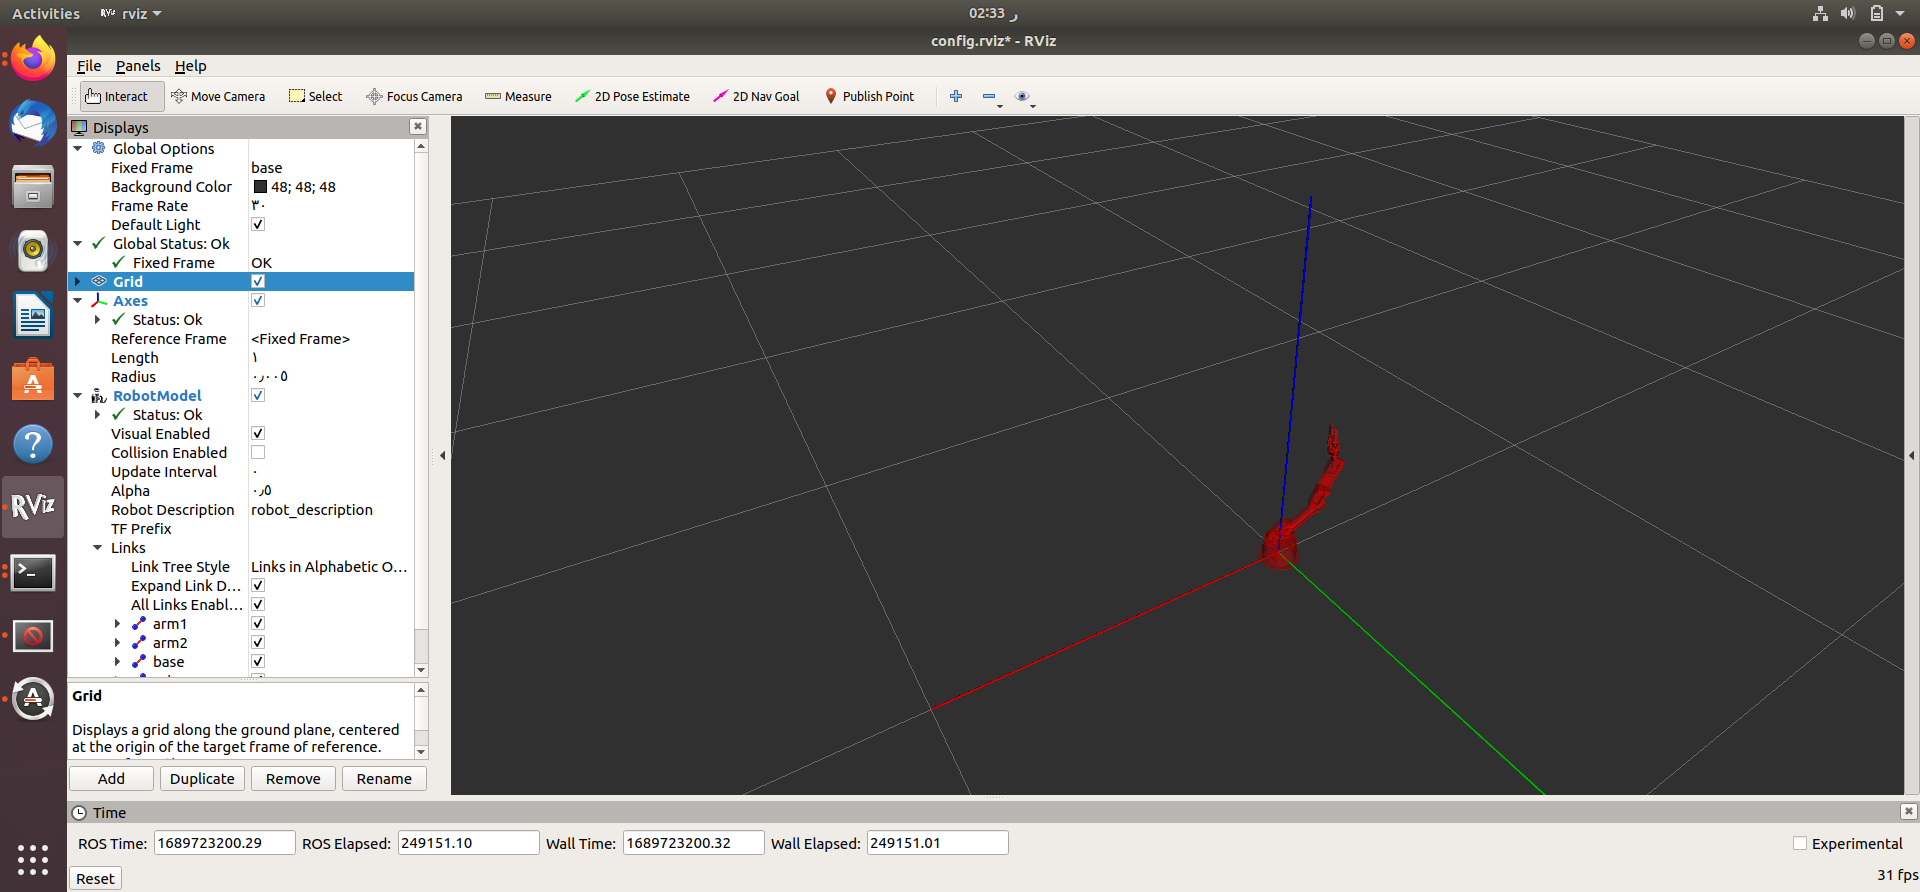 Activities RViz rviz
02:33 ر
config.rviz* - RViz
File Panels Help
Interact Move Camera Select Focus Camera Measure 2D Pose Estimate 2D Nav Goal Publish Point
Displays
Global Options
Fixed Frame base
Background Color 48; 48; 48
Frame Rate ٣٠
Default Light
Global Status: Ok
Fixed Frame OK
Grid
Axes
Status: Ok
Reference Frame <Fixed Frame>
Length ١
Radius ٠٫٠٠٥
RobotModel
Status: Ok
Visual Enabled
Collision Enabled
Update Interval ٠
Alpha ٠٫٥
Robot Description robot_description
TF Prefix
Links
Link Tree Style Links in Alphabetic O...
Expand Link D...
All Links Enabl...
arm1
arm2
base
Grid
Displays a grid along the ground plane, centered
at the origin of the target frame of reference.
Add Duplicate Remove Rename
RViz
Time
ROS Time: 1689723200.29 ROS Elapsed: 249151.10 Wall Time: 1689723200.32 Wall Elapsed: 249151.01 Experimental
Reset 31 fps